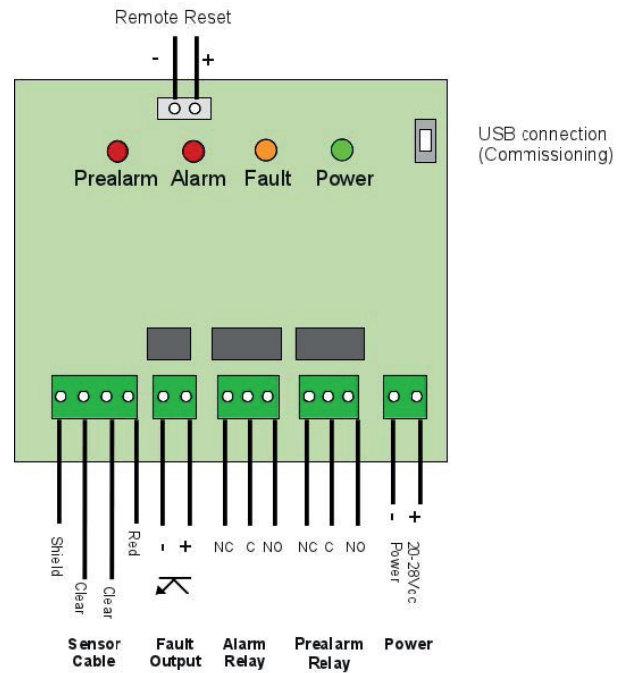 Remote Reset
- +
USB connection
(Commissioning)
Prealarm Alarm Fault Power
Shield
Clear
Clear
Red
- +
NC C NO
NC C NO
- +
Power
20-28Vcc
Sensor
Cable
Fault
Output
Alarm
Relay
Prealarm
Relay
Power